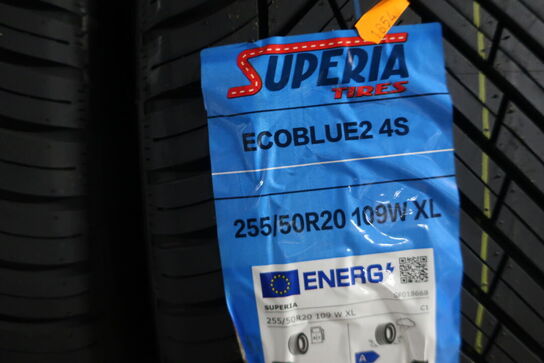 SUPERIA
TIRES
ECOBLUE2 4S
255/50R20 109W XL
ENERG
SUPERIA
C1
255/50R20 109 W XL
A